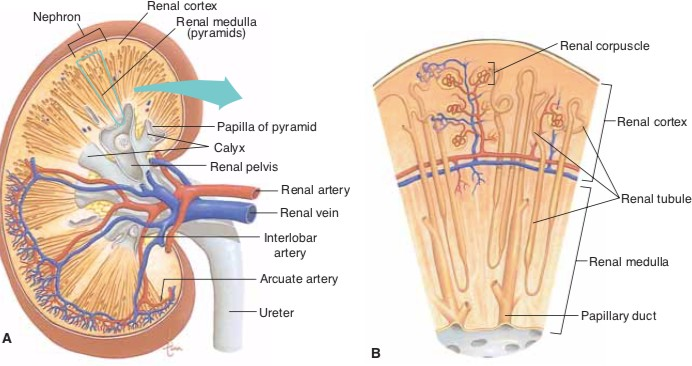 Renal cortex
Nephron
Renal medulla
(pyramids)
Papilla of pyramid
Calyx
Renal pelvis
Renal artery
Renal vein
Interlobar
artery
Arcuate artery
Ureter
A
Renal corpuscle
Renal cortex
Renal tubule
Renal medulla
Papillary duct
B